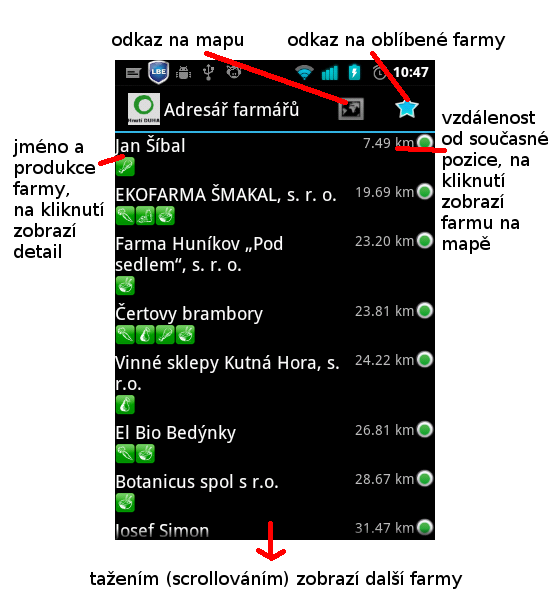 odkaz na mapu
odkaz na oblíbené farmy
LBE
10:47
Hnutí DUHA
Adresář farmářů
jméno a
produkce
farmy,
na kliknutí
zobrazí
detail
vzdálenost
od současné
pozice, na
kliknutí
zobrazí
farmu na
mapě
Jan Šíbal
7.49 km
EKOFARMA ŠMAKAL, s. r. o.
19.69 km
Farma Huníkov „Pod
sedlem“, s. r. o.
23.20 km
Čertovy brambory
23.81 km
Vinné sklepy Kutná Hora, s.
r.o.
24.22 km
El Bio Bedýnky
26.81 km
Botanicus spol s r.o.
28.67 km
Josef Simon
31.47 km
tažením (scrollováním) zobrazí další farmy